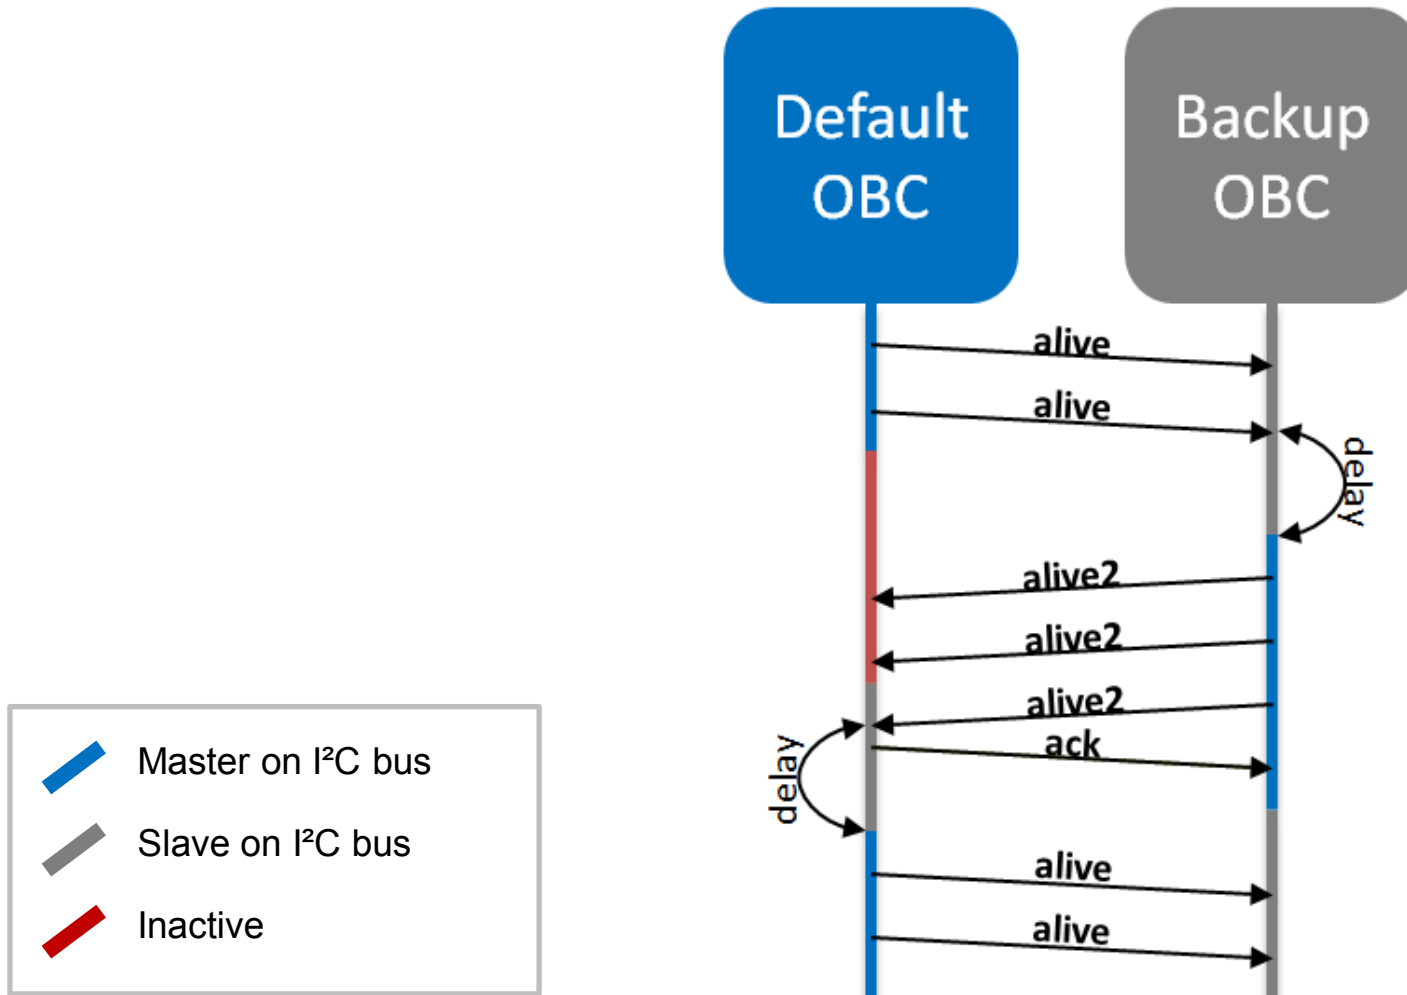 Default
OBC
Backup
OBC
alive
alive
delay
alive2
alive2
alive2
ack
delay
alive
alive
Master on I²C bus
Slave on I²C bus
Inactive